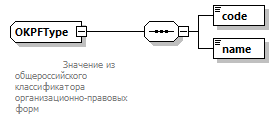 OKPFType
code
name
Значение из
общероссийского
классификатора
организационно-правовых
форм